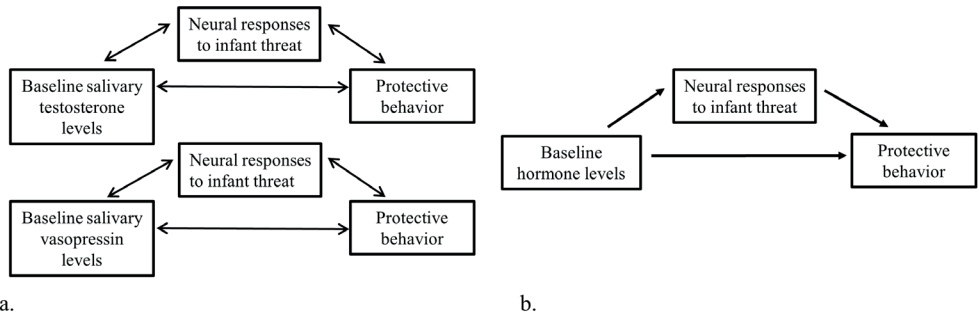 Neural responses
to infant threat
Baseline salivary
testosterone
levels
Protective
behavior
Neural responses
to infant threat
Baseline salivary
vasopressin
levels
Protective
behavior
a.
Neural responses
to infant threat
Baseline
hormone levels
Protective
behavior
b.